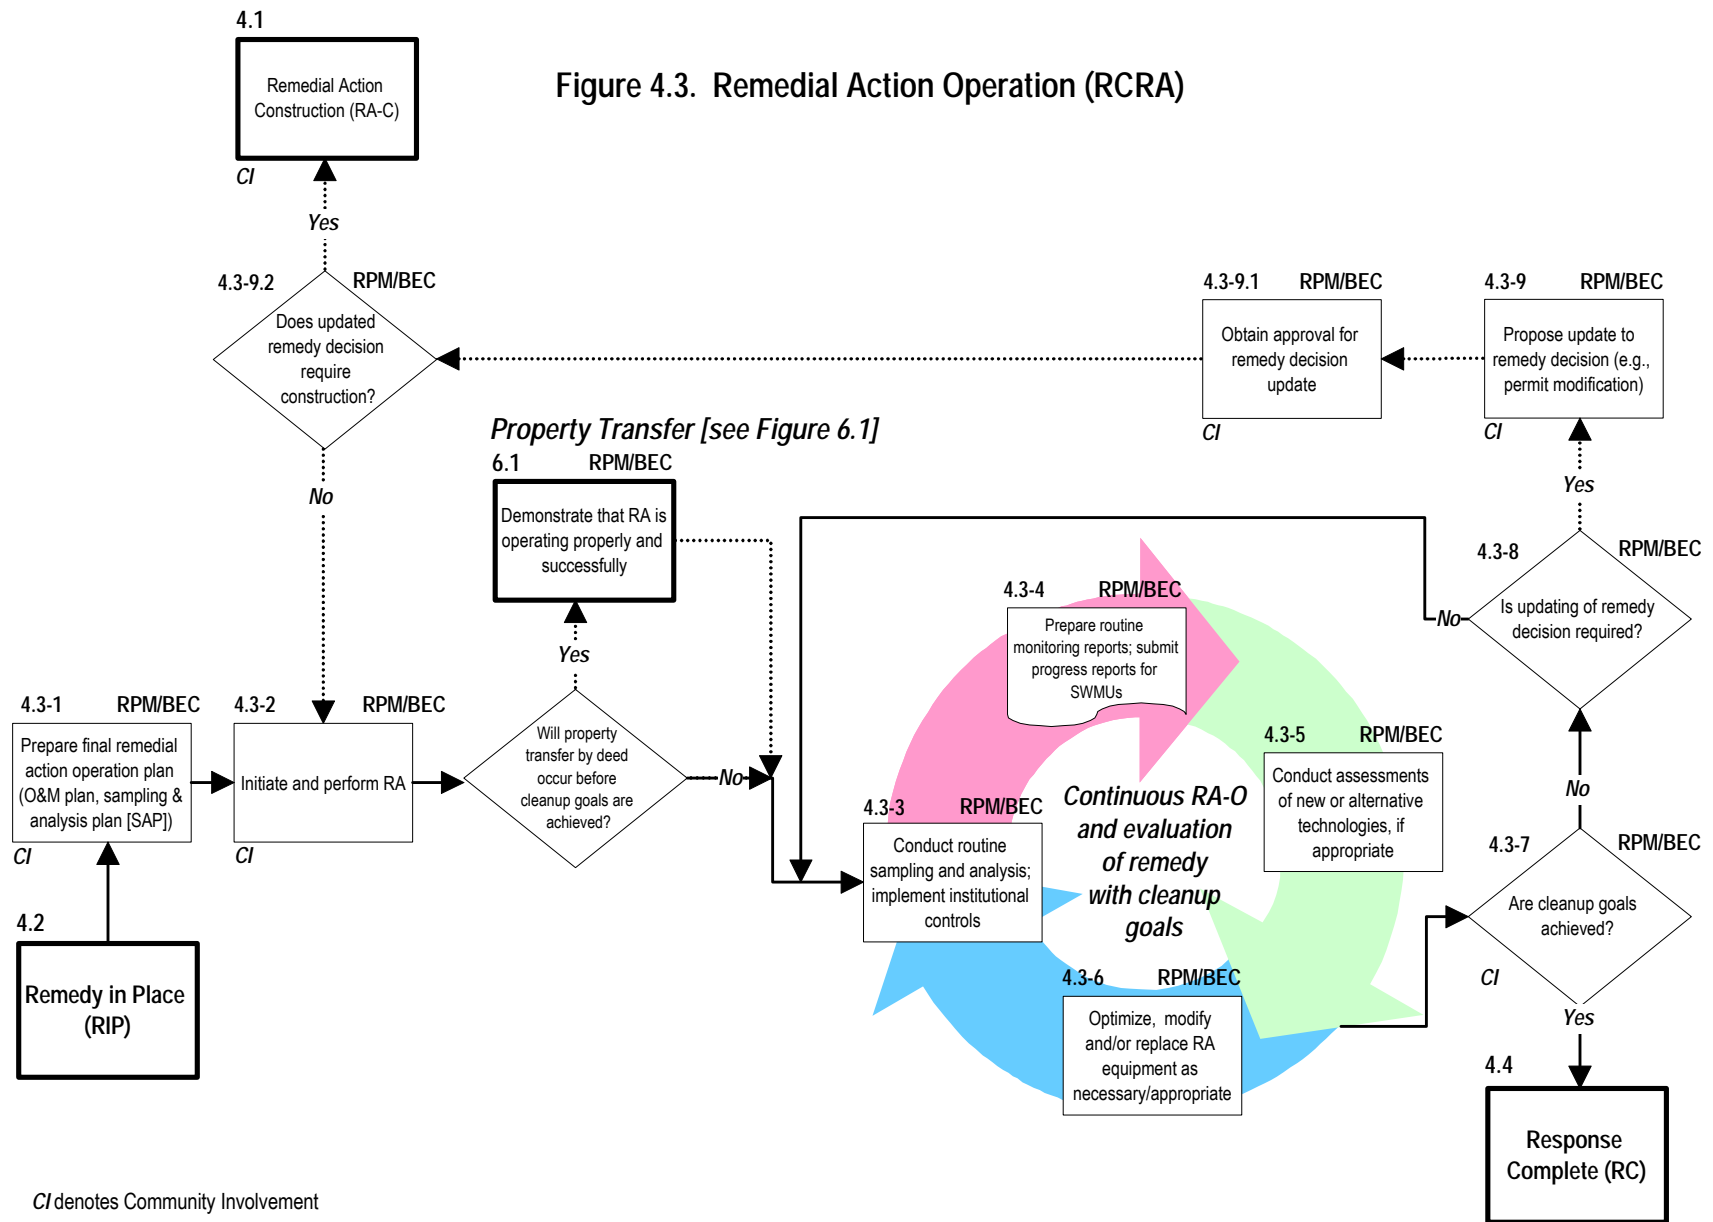 4.1
Remedial Action
Construction (RA-C)
CI
Figure 4.3. Remedial Action Operation (RCRA)
Yes
4.3-9.2
RPM/BEC
Does updated
remedy decision
require
construction?
No
4.3-9.1
RPM/BEC
Obtain approval for
remedy decision
update
CI
4.3-9
RPM/BEC
Propose update to
remedy decision (e.g.,
permit modification)
CI
Yes
Property Transfer [see Figure 6.1]
6.1
RPM/BEC
Demonstrate that RA is
operating properly and
successfully
Yes
4.3-8
RPM/BEC
Is updating of remedy
decision required?
No
No
4.3-4
RPM/BEC
Prepare routine
monitoring reports; submit
progress reports for
SWMUs
4.3-1
RPM/BEC
Prepare final remedial
action operation plan
(O&M plan, sampling &
analysis plan [SAP])
CI
4.3-2
RPM/BEC
Initiate and perform RA
CI
Will property
transfer by deed
occur before
cleanup goals are
achieved?
No
4.3-3
RPM/BEC
Conduct routine
sampling and analysis;
implement institutional
controls
Continuous RA-O
and evaluation
of remedy
with cleanup
goals
4.3-5
RPM/BEC
Conduct assessments
of new or alternative
technologies, if
appropriate
4.3-7
RPM/BEC
Are cleanup goals
achieved?
CI
Yes
4.2
Remedy in Place
(RIP)
4.3-6
RPM/BEC
Optimize, modify
and/or replace RA
equipment as
necessary/appropriate
4.4
Response
Complete (RC)
CI denotes Community Involvement